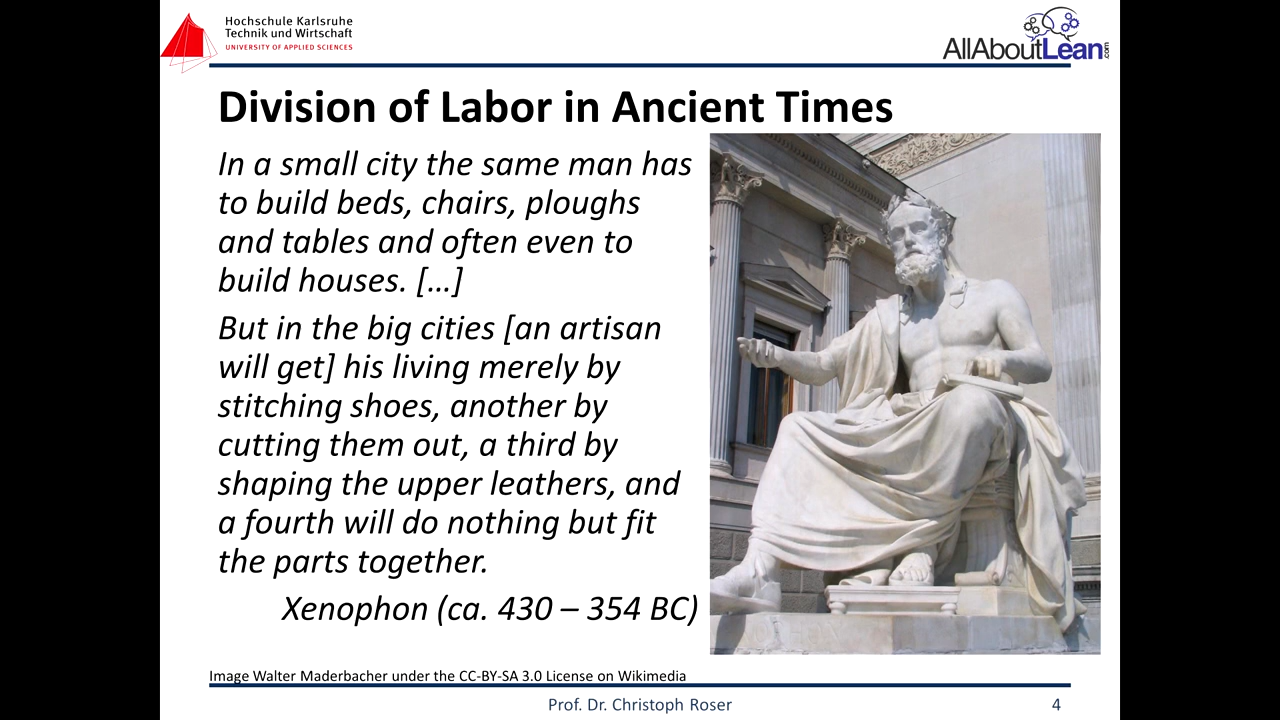 Hochschule Karlsruhe
Technik und Wirtschaft
UNIVERSITY OF APPLIED SCIENCES
AllAboutLean.com
Division of Labor in Ancient Times
In a small city the same man has
to build beds, chairs, ploughs
and tables and often even to
build houses. […]
But in the big cities [an artisan
will get] his living merely by
stitching shoes, another by
cutting them out, a third by
shaping the upper leathers, and
a fourth will do nothing but fit
the parts together.
Xenophon (ca. 430 – 354 BC)
Image Walter Maderbacher under the CC-BY-SA 3.0 License on Wikimedia
Prof. Dr. Christoph Roser
4